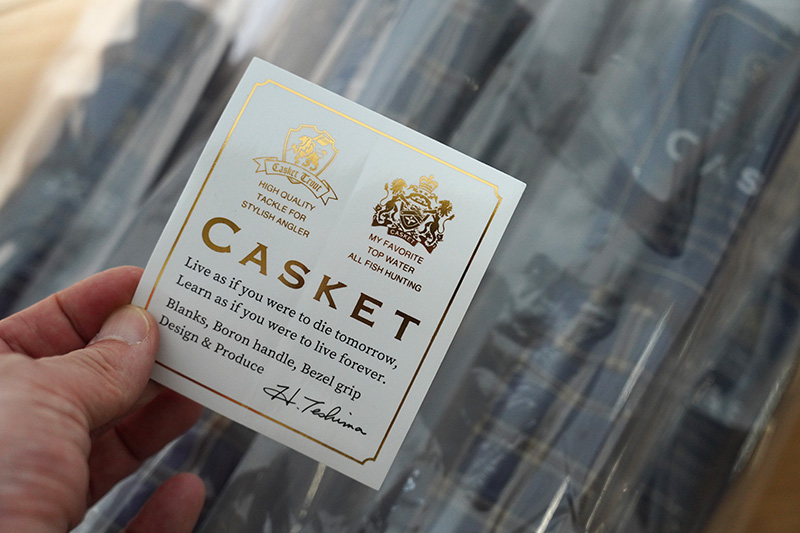 Casket Trout
HIGH QUALITY
TACKLE FOR
STYLISH ANGLER
CASKET
MY FAVORITE
TOP WATER
ALL FISH HUNTING
CASKET
Live as if you were to die tomorrow,
Learn as if you were to live forever.
Blanks, Boron handle, Bezel grip
Design & Produce
H. Teshima
CAS